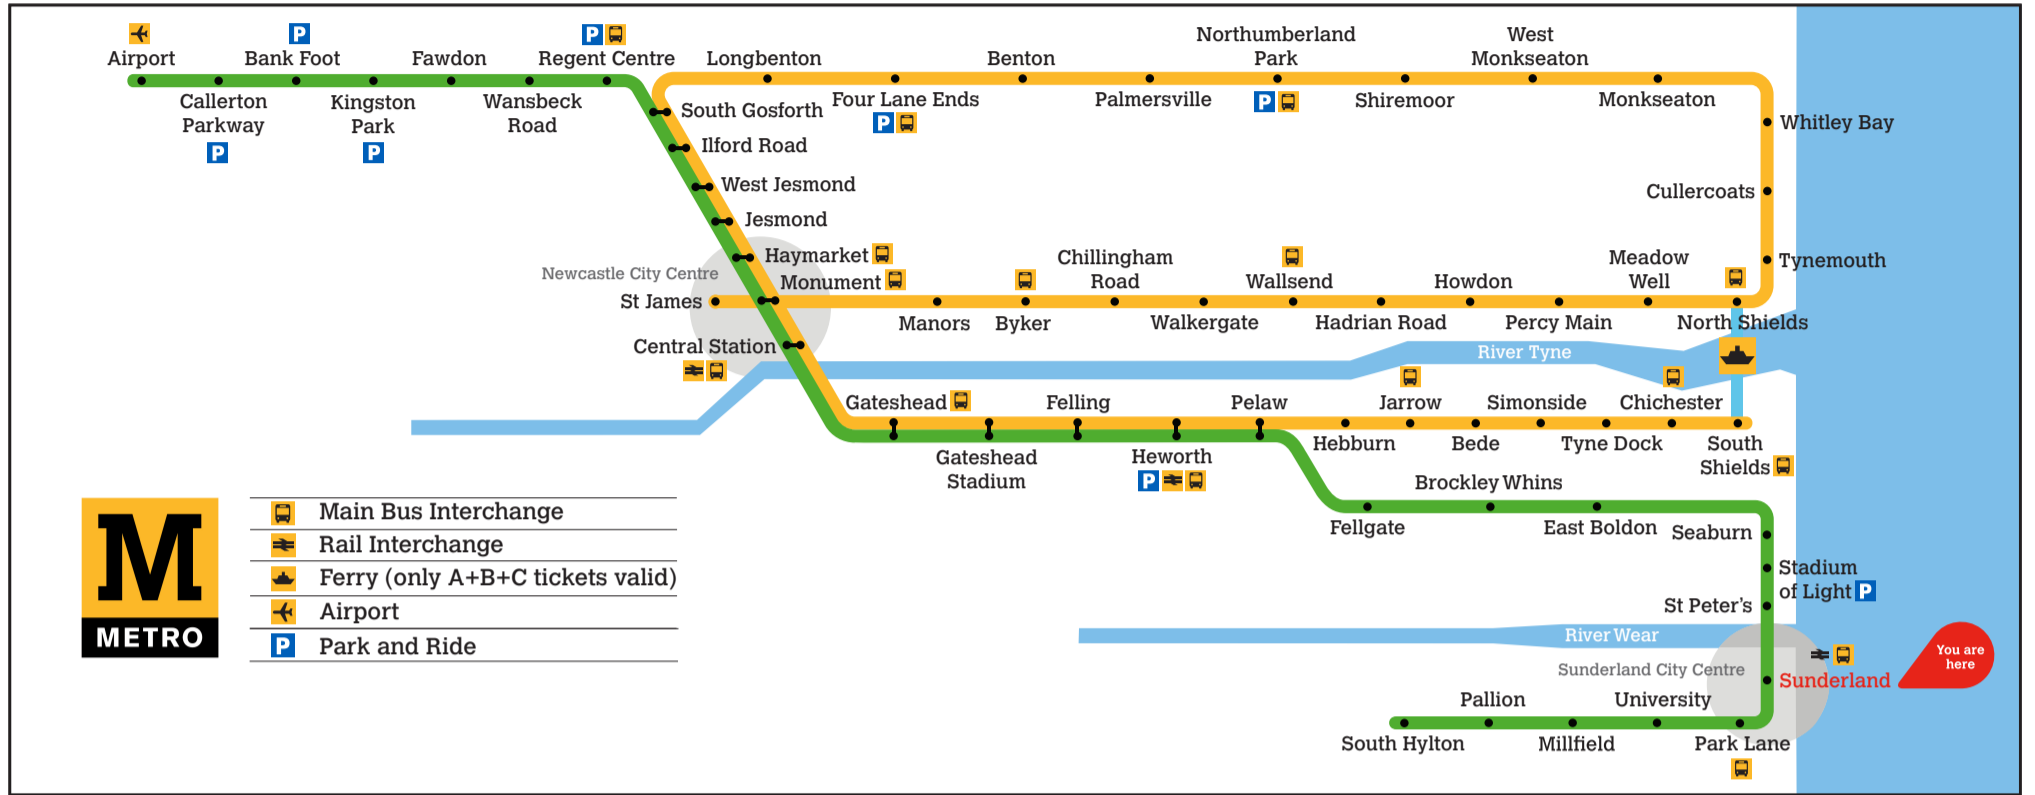 Airport
Callerton
Parkway
P
P
Bank Foot
Kingston
Park
P
Fawdon
Wansbeck
Road
P
Regent Centre
Longbenton
Four Lane Ends
P
Benton
Palmersville
Northumberland
Park
P
Shiremoor
West
Monkseaton
Monkseaton
Whitley Bay
Cullercoats
Tynemouth
South Gosforth
Ilford Road
West Jesmond
Jesmond
Haymarket
Newcastle City Centre
Monument
St James
Central Station
Manors
Byker
Chillingham
Road
Walkergate
Wallsend
Hadrian Road
Howdon
Percy Main
Meadow
Well
North Shields
River Tyne
Gateshead
Gateshead
Stadium
Felling
Heworth
P
Pelaw
Hebburn
Jarrow
Bede
Simonside
Tyne Dock
Chichester
South
Shields
Fellgate
Brockley Whins
East Boldon
Seaburn
Stadium
of Light P
St Peter's
River Wear
Sunderland City Centre
Sunderland
You are
here
Park Lane
University
Millfield
Pallion
South Hylton
M
METRO
Main Bus Interchange
Rail Interchange
Ferry (only A+B+C tickets valid)
Airport
P Park and Ride